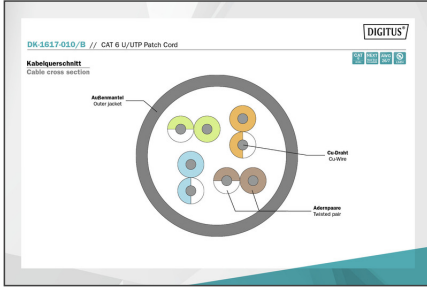 DIGITUS®
DK-1617-010/B // CAT 6 U/UTP Patch Cord
Kabelquerschnitt
Cable cross section
Außenmantel
Outer jacket
Cu-Draht
Cu-Wire
Adernpaare
Twisted pair